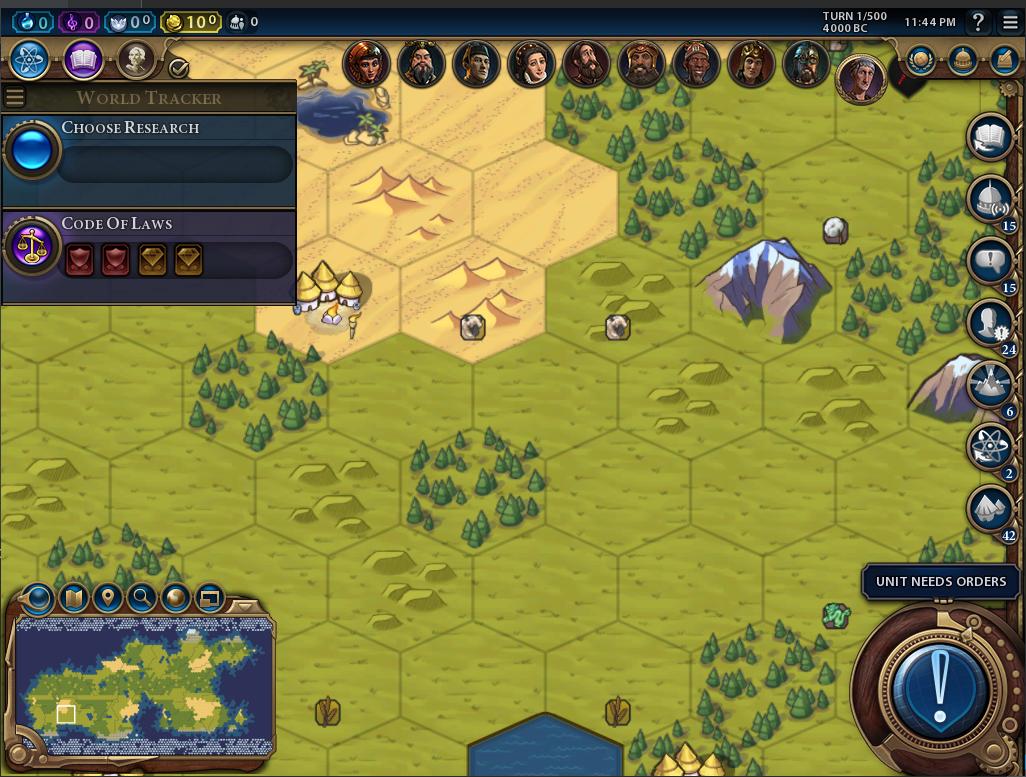 0 0 0 0 10 0 0
TURN 1/500
4000 BC
11:44 PM ?
WORLD TRACKER
CHOOSE RESEARCH
CODE OF LAWS
15
15
24
6
2
42
UNIT NEEDS ORDERS